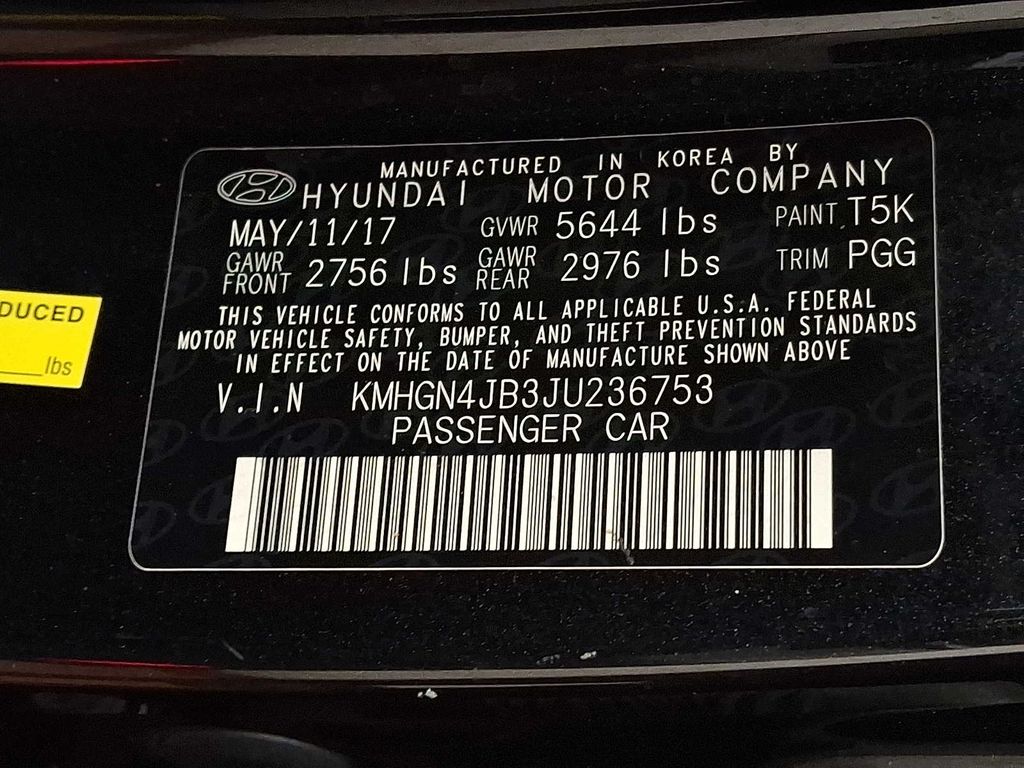 MANUFACTURED IN KOREA BY
HYUNDAI MOTOR COMPANY
MAY/11/17 GVWR 5644 lbs PAINT T5K
GAWR FRONT 2756 lbs GAWR REAR 2976 lbs TRIM PGG
THIS VEHICLE CONFORMS TO ALL APPLICABLE U.S.A. FEDERAL
MOTOR VEHICLE SAFETY, BUMPER, AND THEFT PREVENTION STANDARDS
IN EFFECT ON THE DATE OF MANUFACTURE SHOWN ABOVE
V.I.N KMHGN4JB3JU236753
PASSENGER CAR
DUCED
lbs